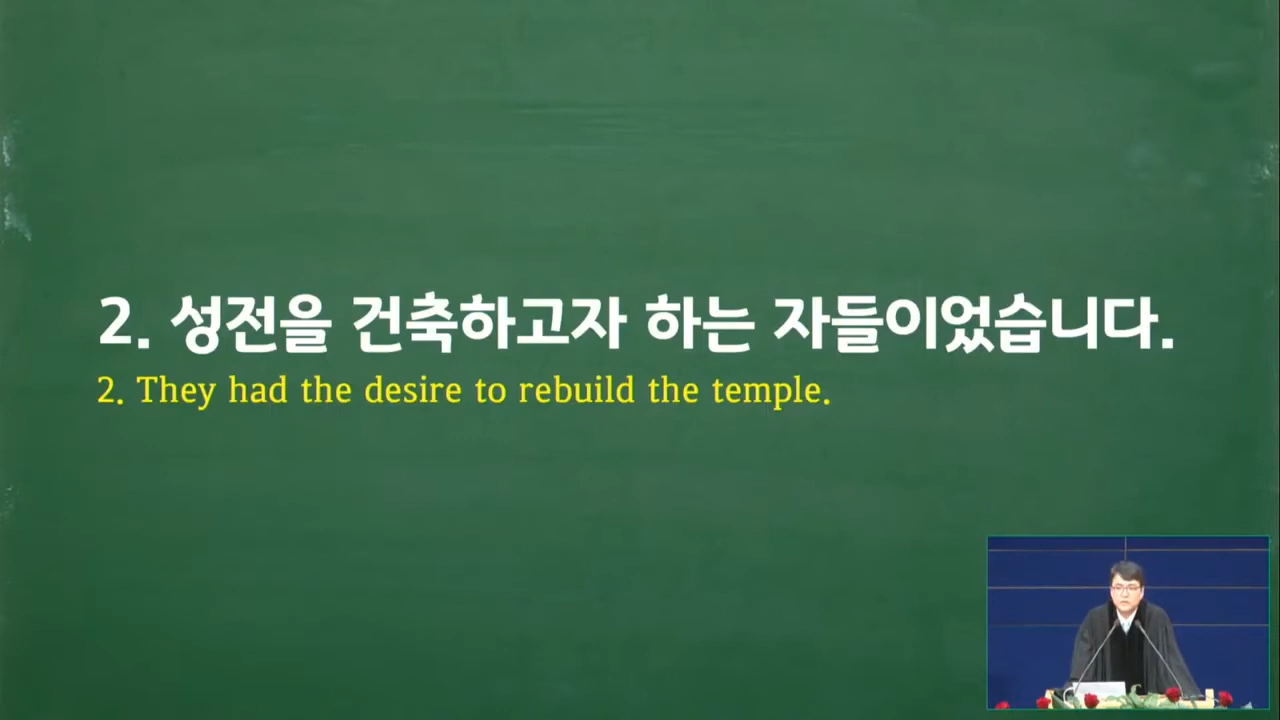 2. 성전을 건축하고자 하는 자들이었습니다.
2. They had the desire to rebuild the temple.